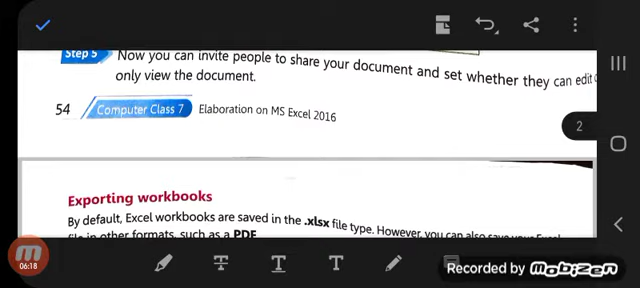 Step 5
Now you can invite people to share your document and set whether they can edit
only view the document.
54
Computer Class 7
Elaboration on MS Excel 2016
2
Exporting workbooks
By default, Excel workbooks are saved in the .xlsx file type. However, you can also save your Excel
file in other formats, such as a PDF
06:18
Recorded by mobizen